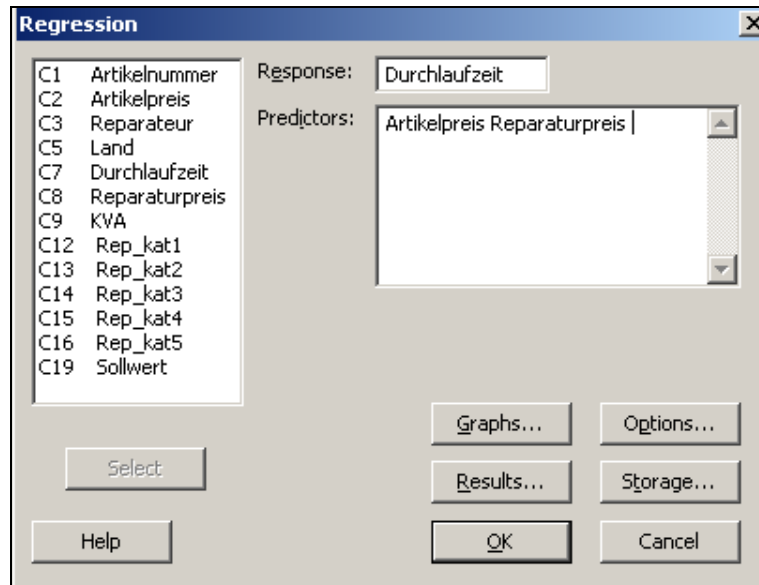 Regression
C1 Artikelnummer
C2 Artikelpreis
C3 Reparateur
C5 Land
C7 Durchlaufzeit
C8 Reparaturpreis
C9 KVA
C12 Rep_kat1
C13 Rep_kat2
C14 Rep_kat3
C15 Rep_kat4
C16 Rep_kat5
C19 Sollwert
Response: Durchlaufzeit
Predictors: Artikelpreis Reparaturpreis
Select
Graphs... Options...
Results... Storage...
Help OK Cancel